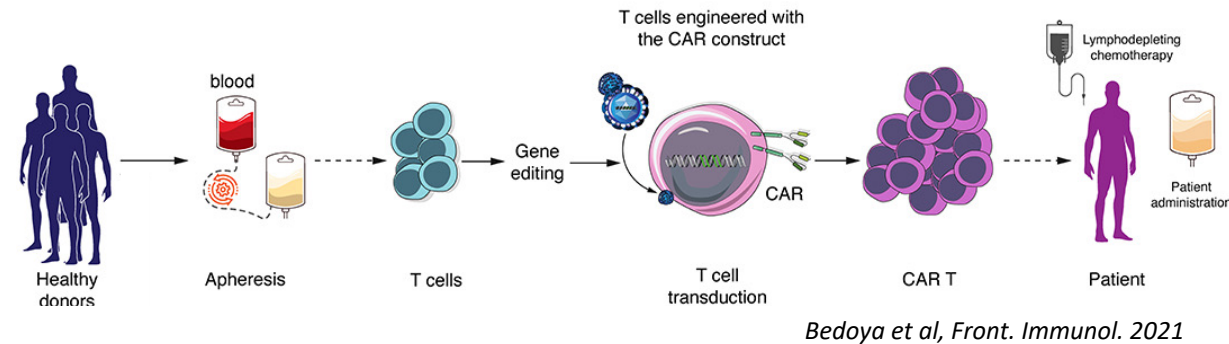 T cells engineered with
the CAR construct
blood
Lymphodepleting
chemotherapy
Gene
editing
CAR
Patient
administration
Healthy
donors
Apheresis
T cells
T cell
transduction
CAR T
Patient
Bedoya et al, Front. Immunol. 2021